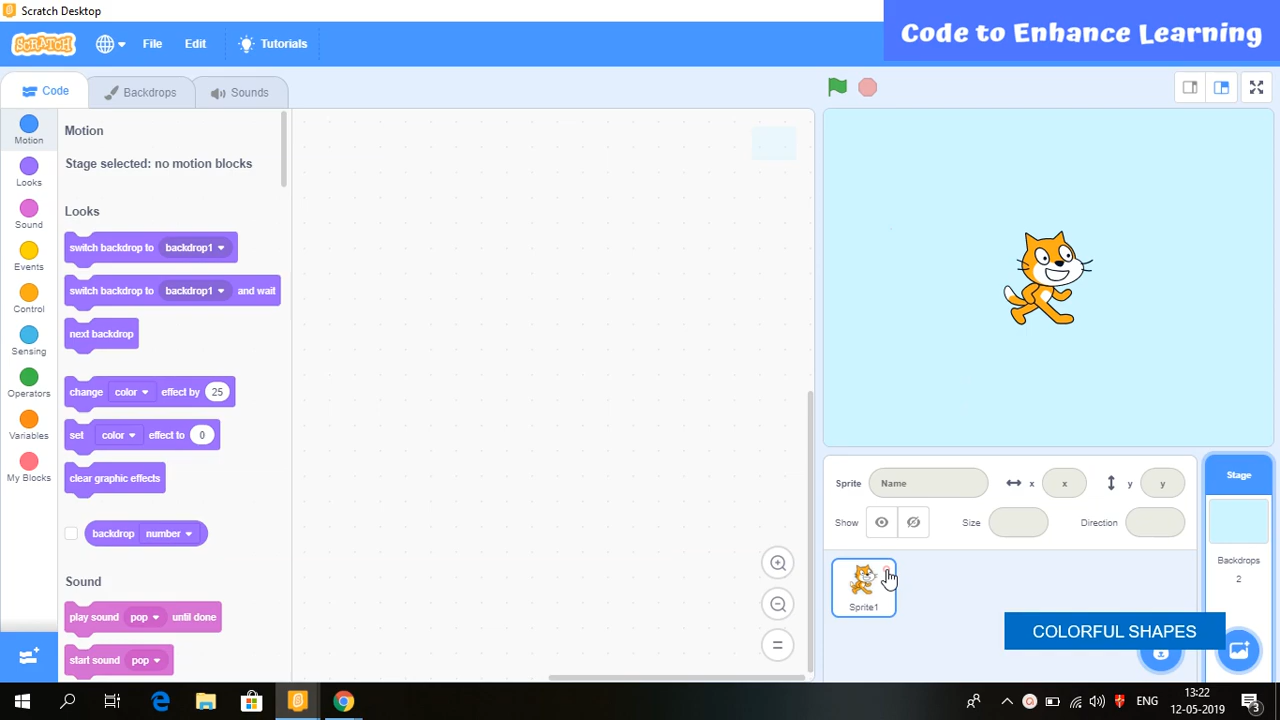 Scratch Desktop
Code to Enhance Learning
SCRATCH
File
Edit
Tutorials
Code
Backdrops
Sounds
Motion
Looks
Sound
Events
Control
Sensing
Operators
Variables
My Blocks
Motion
Stage selected: no motion blocks
Looks
switch backdrop to backdrop1
switch backdrop to backdrop1 and wait
next backdrop
change color effect by 25
set color effect to 0
clear graphic effects
backdrop number
Sound
play sound pop until done
start sound pop
Sprite Name x x y y
Show Size Direction
Sprite1
Stage
Backdrops
2
COLORFUL SHAPES
ENG
13:22
12-05-2019
3